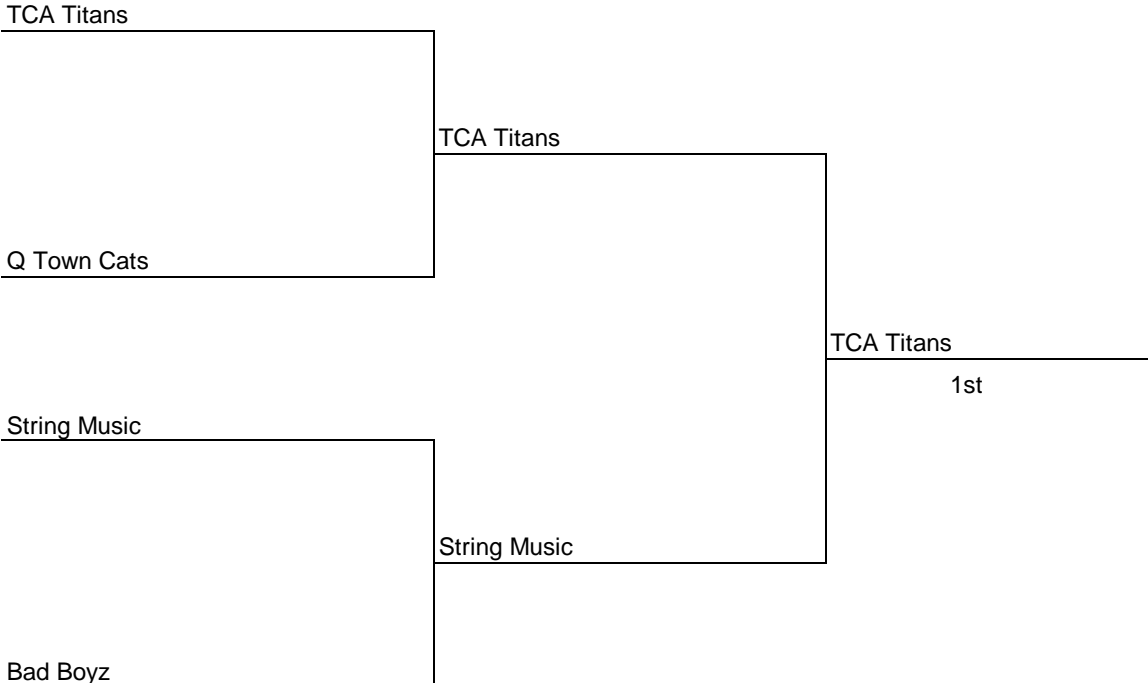 TCA Titans
TCA Titans
Q Town Cats
TCA Titans
1st
String Music
String Music
Bad Boyz